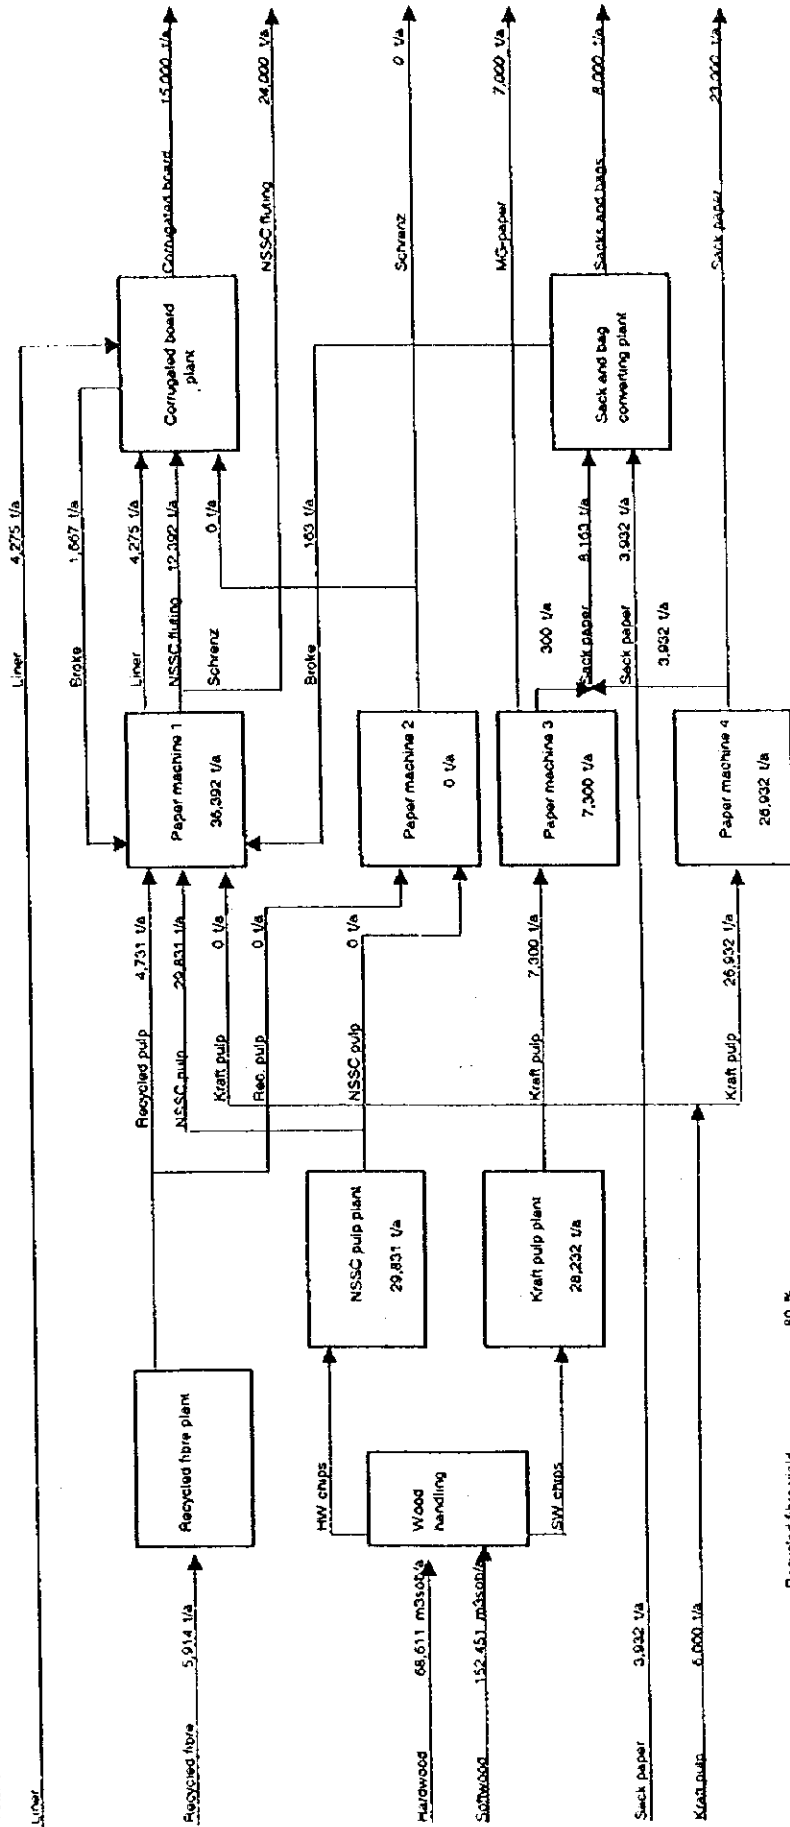 Liner
Liner
4,275 t/a
Broke
1,667 t/a
Liner
4,275 t/a
NSSC fluting
12,392 t/a
Schrenz
0 t/a
Corrugated board
plant
Corrugated board
15,000 t/a
NSSC fluting
24,000 t/a
Recycled fibre
5,914 t/a
Recycled fibre plant
Recycled pulp
4,731 t/a
NSSC pulp
29,831 t/a
Kraft pulp
0 t/a
Rec. pulp
0 t/a
NSSC pulp
0 t/a
Paper machine 1
36,392 t/a
Broke
163 t/a
Paper machine 2
0 t/a
Schrenz
0 t/a
Hardwood
68,611 m3sob/a
Softwood
152,451 m3sob/a
Wood
handling
HW chips
SW chips
NSSC pulp plant
29,831 t/a
Kraft pulp plant
28,232 t/a
Kraft pulp
7,300 t/a
Paper machine 3
7,300 t/a
MG-paper
7,000 t/a
300 t/a
Sack paper
8,163 t/a
Sack paper
3,932 t/a
3,932 t/a
Sack and bag
converting plant
Sacks and bags
8,000 t/a
Sack paper
3,932 t/a
Kraft pulp
6,000 t/a
Kraft pulp
26,932 t/a
Paper machine 4
26,932 t/a
Sack paper
23,000 t/a
Recycled fibre yield
80 %